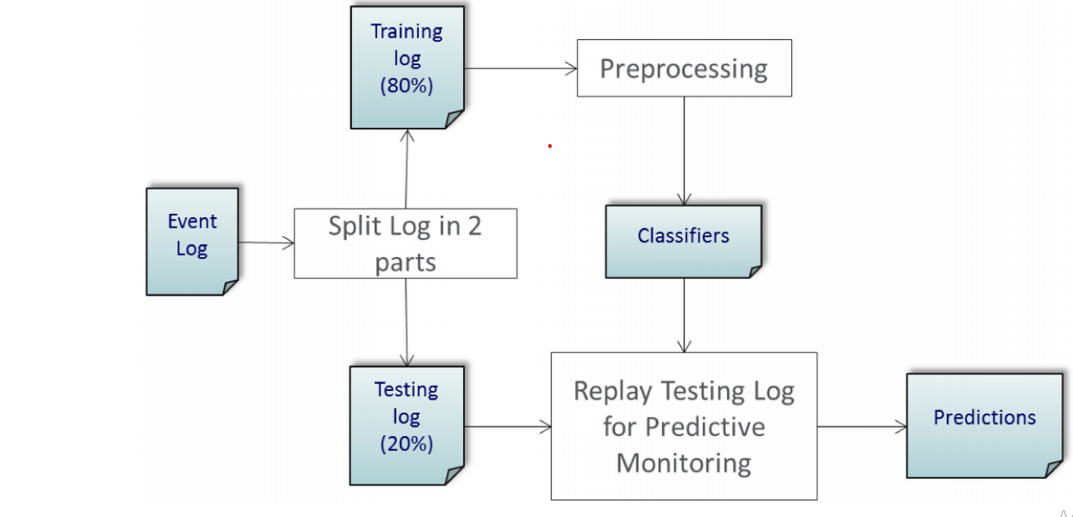 Training
log
(80%)
Preprocessing
Event
Log
Split Log in 2
parts
Classifiers
Testing
log
(20%)
Replay Testing Log
for Predictive
Monitoring
Predictions